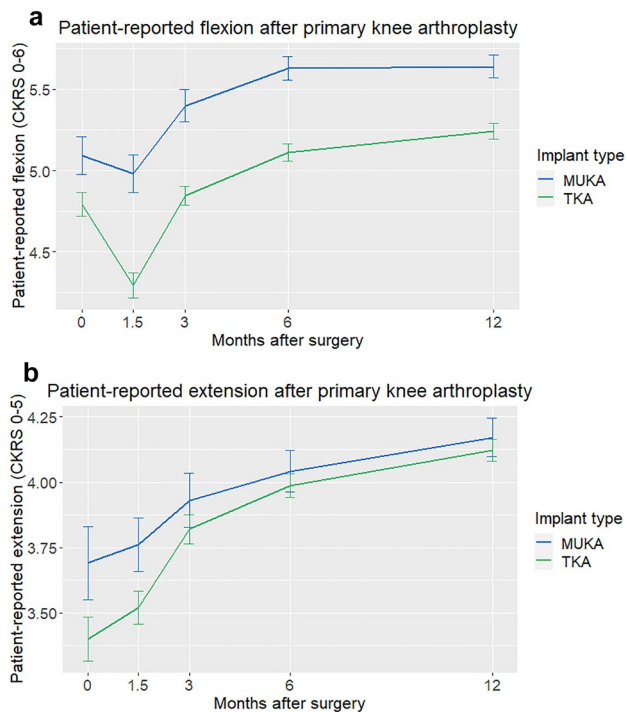 a
Patient-reported flexion after primary knee arthroplasty
Patient-reported flexion (CKRS 0-6)
5.5
5.0
4.5
0 1.5 3 6 12
Months after surgery
Implant type
MUKA
TKA
b
Patient-reported extension after primary knee arthroplasty
Patient-reported extension (CKRS 0-5)
4.25
4.00
3.75
3.50
0 1.5 3 6 12
Months after surgery
Implant type
MUKA
TKA